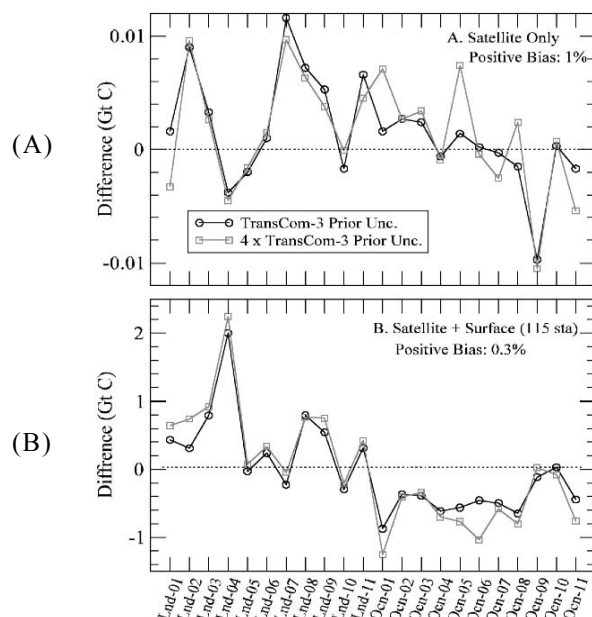 (A)
A. Satellite Only
Positive Bias: 1%
Difference (Gt C)
0.01
0
-0.01
TransCom-3 Prior Unc.
4 x TransCom-3 Prior Unc.
(B)
B. Satellite + Surface (115 sta)
Positive Bias: 0.3%
Diffrence (Gt C)
2
1
0
-1
Lnd-01
Lnd-02
Lnd-03
Lnd-04
Lnd-05
Lnd-06
Lnd-07
Lnd-08
Lnd-09
Lnd-10
Lnd-11
Ocn-01
Ocn-02
Ocn-03
Ocn-04
Ocn-05
Ocn-06
Ocn-07
Ocn-08
Ocn-09
Ocn-10
Ocn-11